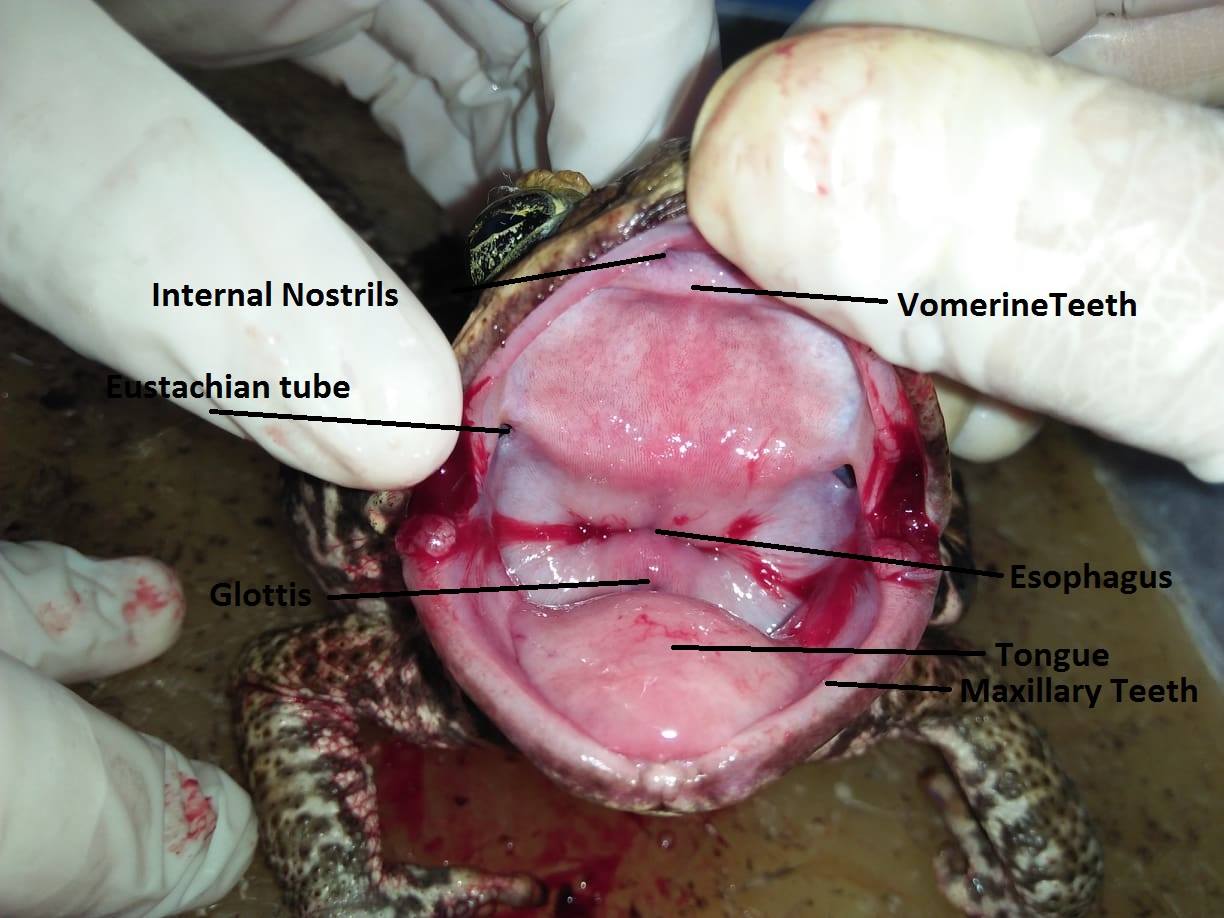 Internal Nostrils
VomerineTeeth
Eustachian tube
Esophagus
Glottis
Tongue
Maxillary Teeth